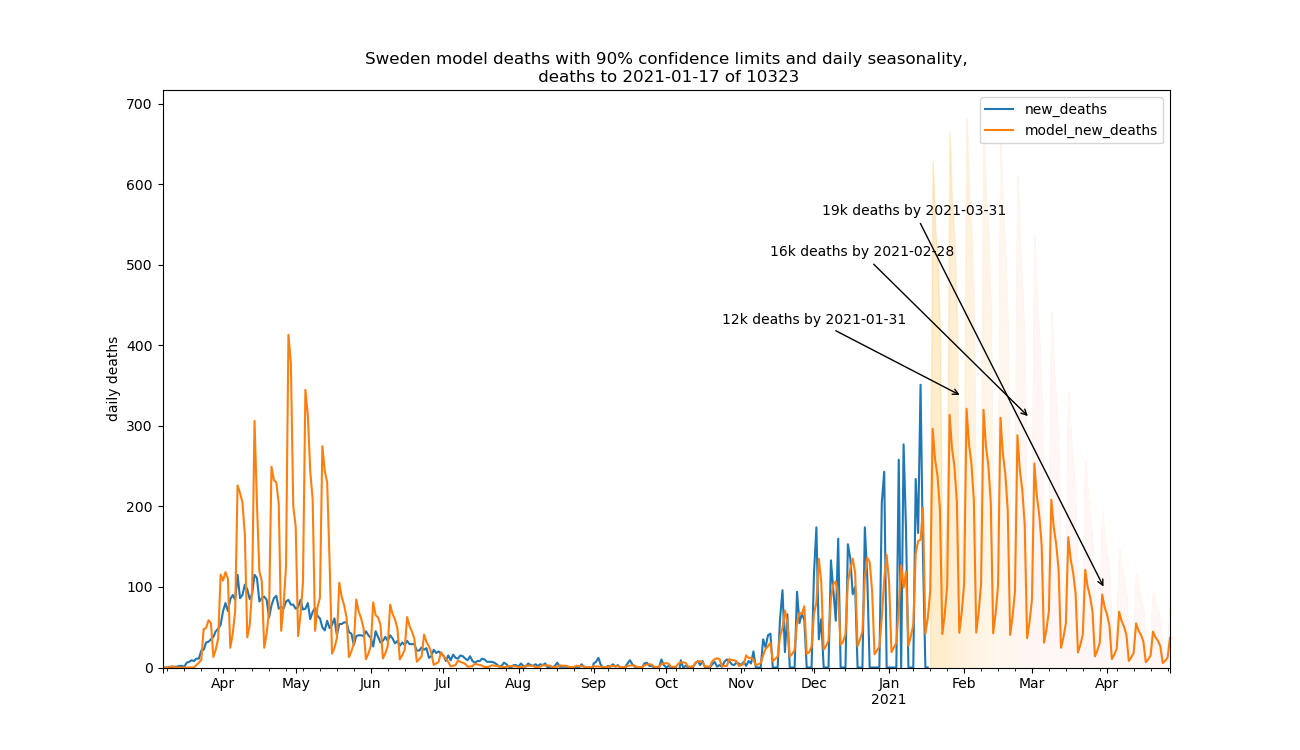 Sweden model deaths with 90% confidence limits and daily seasonality,
deaths to 2021-01-17 of 10323
new_deaths
model_new_deaths
700
600
500
400
300
200
100
0
daily deaths
19k deaths by 2021-03-31
16k deaths by 2021-02-28
12k deaths by 2021-01-31
Apr May Jun Jul Aug Sep Oct Nov Dec Jan Feb Mar Apr
2021